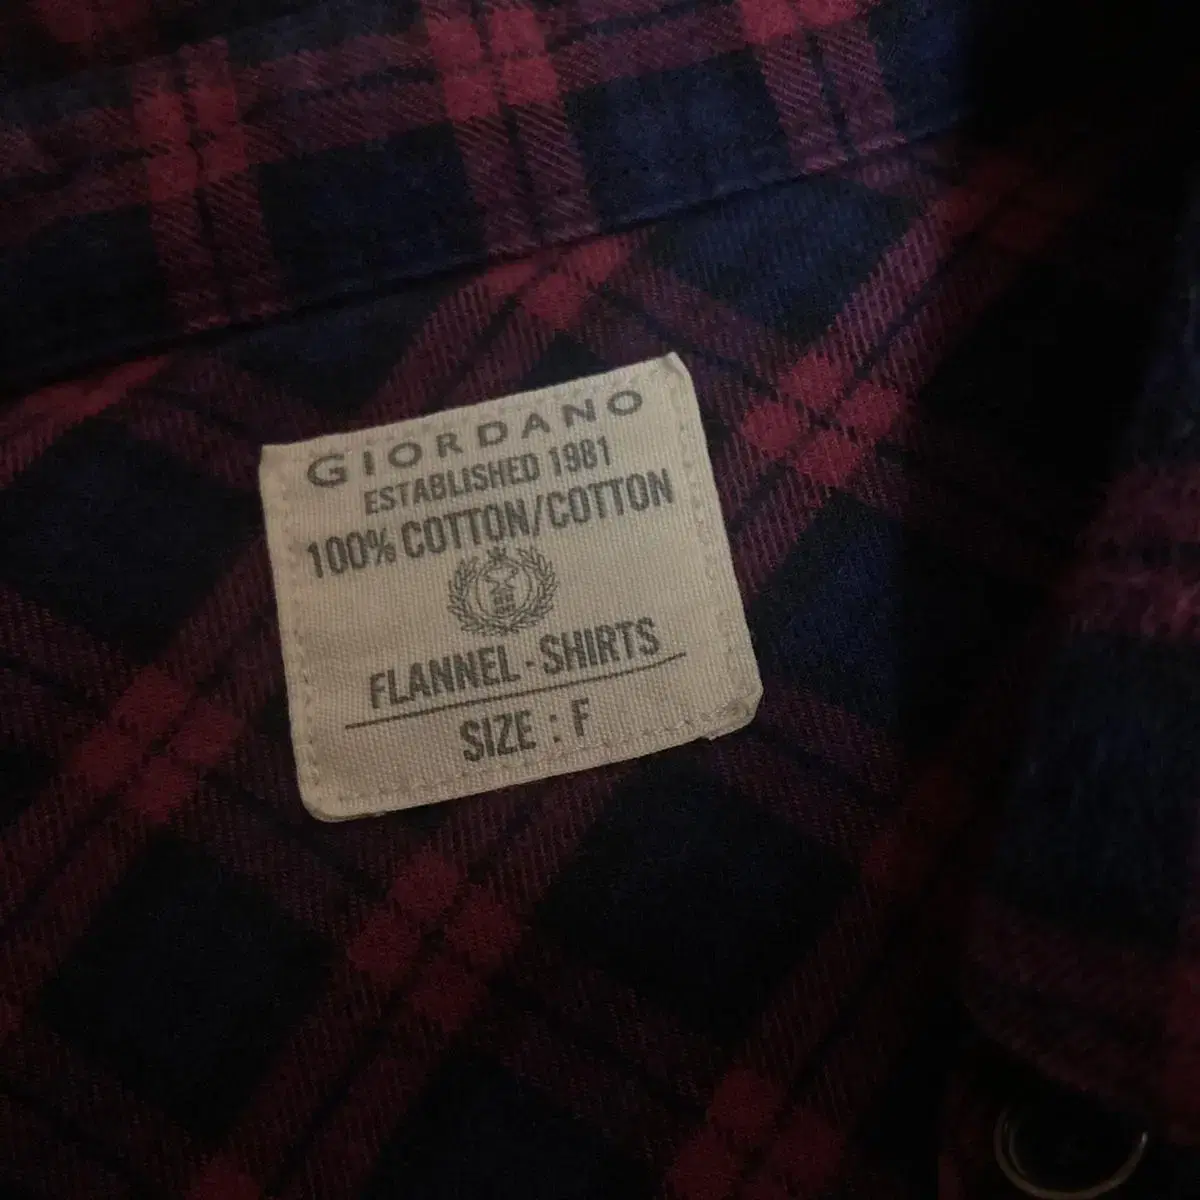 GIORDANO
ESTABLISHED 1981
100% COTTON/COTTON
FLANNEL - SHIRTS
SIZE : F